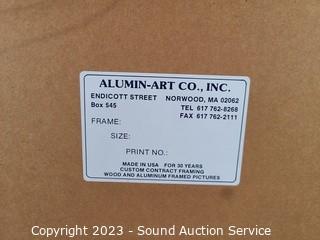 ALUMIN-ART CO., INC.
ENDICOTT STREET NORWOOD, MA 02062
Box 545 TEL 617 762-8268
FAX 617 762-2111
FRAME:
SIZE:
PRINT NO.:
MADE IN USA FOR 30 YEARS
CUSTOM CONTRACT FRAMING
WOOD AND ALUMINUM FRAMED PICTURES
Copyright 2023 - Sound Auction Service